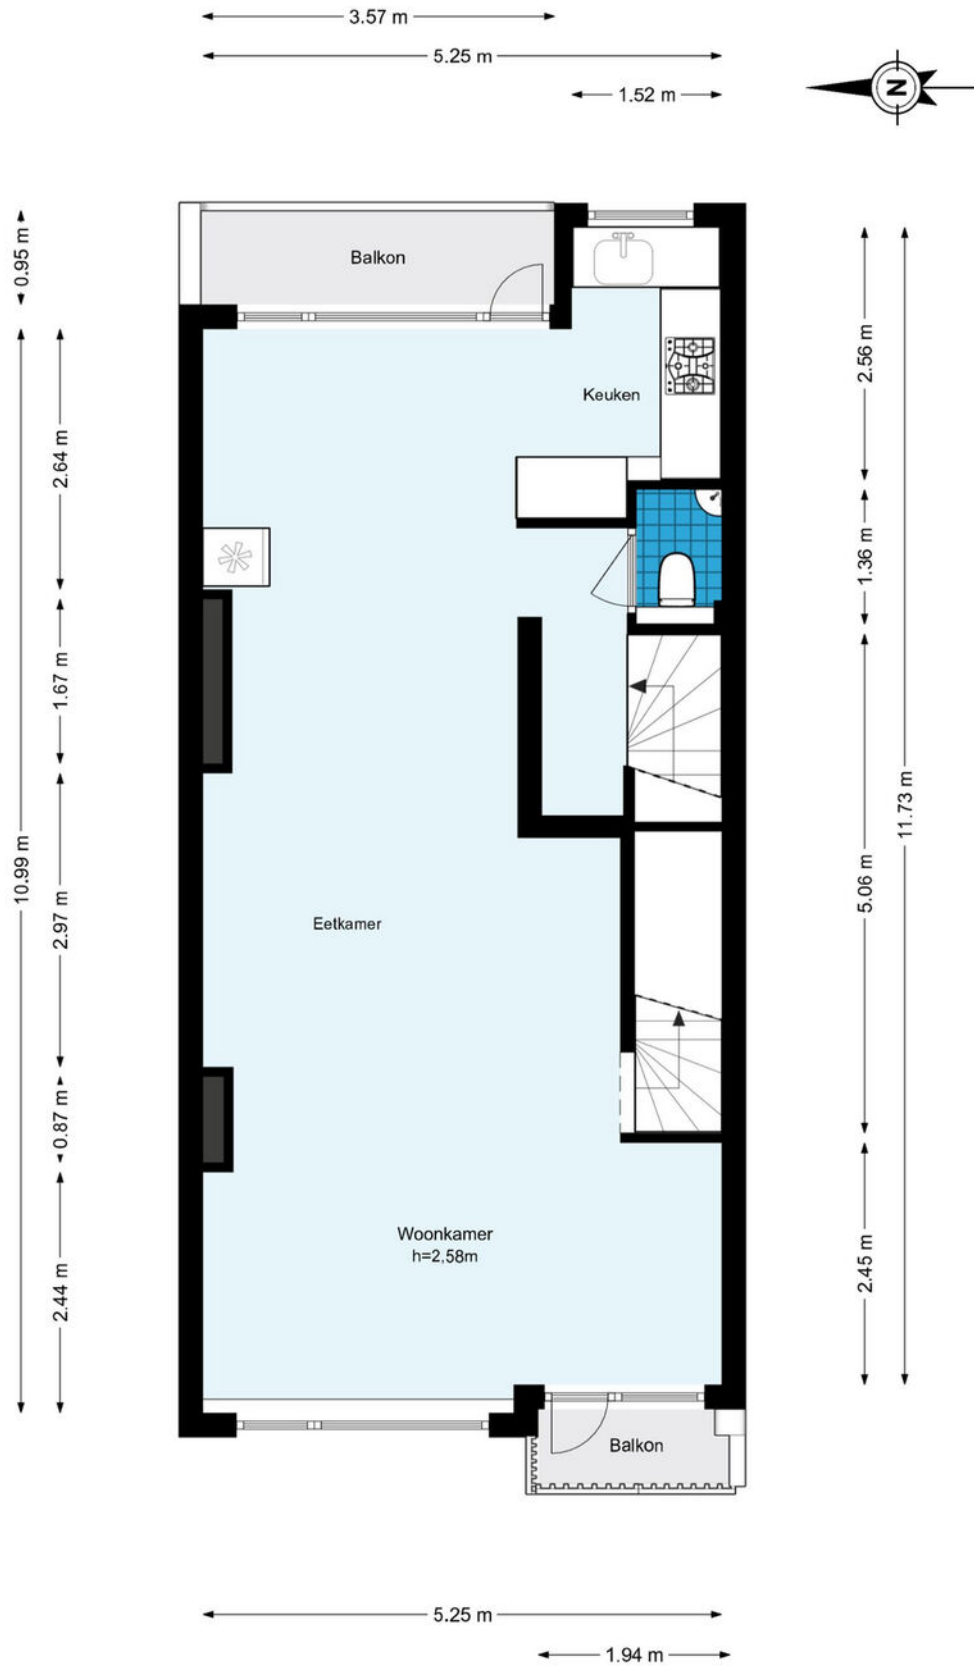 3.57 m
5.25 m
1.52 m
N
0.95 m
Balkon
2.56 m
Keuken
2.64 m
1.36 m
1.67 m
11.73 m
10.99 m
5.06 m
2.97 m
Eetkamer
0.87 m
Woonkamer
h=2,58m
2.44 m
2.45 m
Balkon
5.25 m
1.94 m